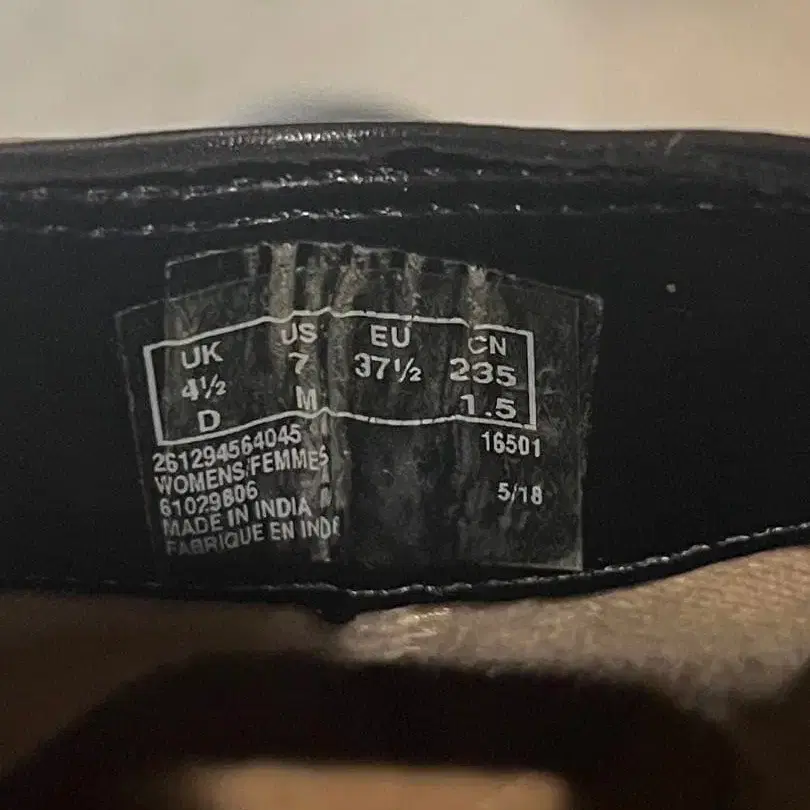 UK US EU CN
4½ 7 37½ 235
D M 1.5
261294564045 16501
WOMENS/FEMMES
61029806 5/18
MADE IN INDIA
FABRIQUE EN INDE